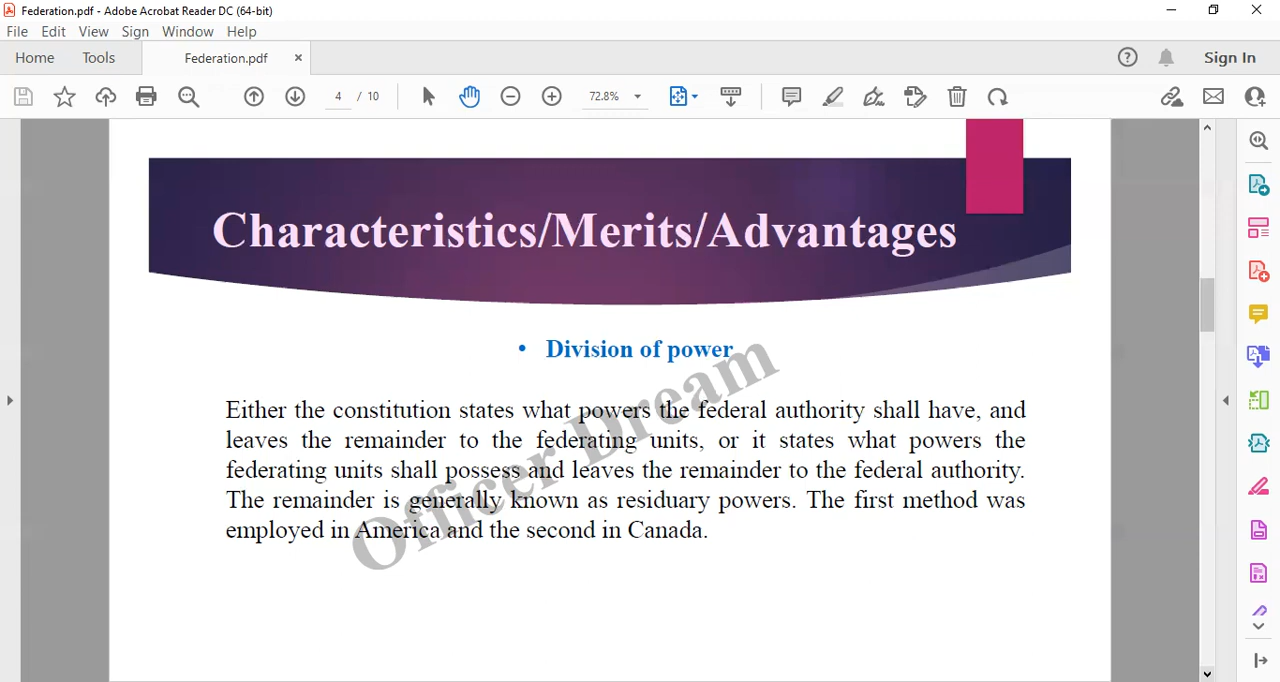 Federation.pdf - Adobe Acrobat Reader DC (64-bit)
File Edit View Sign Window Help
Home Tools Federation.pdf × Sign In
4 / 10 72.8%
Characteristics/Merits/Advantages
• Division of power
Either the constitution states what powers the federal authority shall have, and
leaves the remainder to the federating units, or it states what powers the
federating units shall possess and leaves the remainder to the federal authority.
The remainder is generally known as residuary powers. The first method was
employed in America and the second in Canada.
Officer Dream